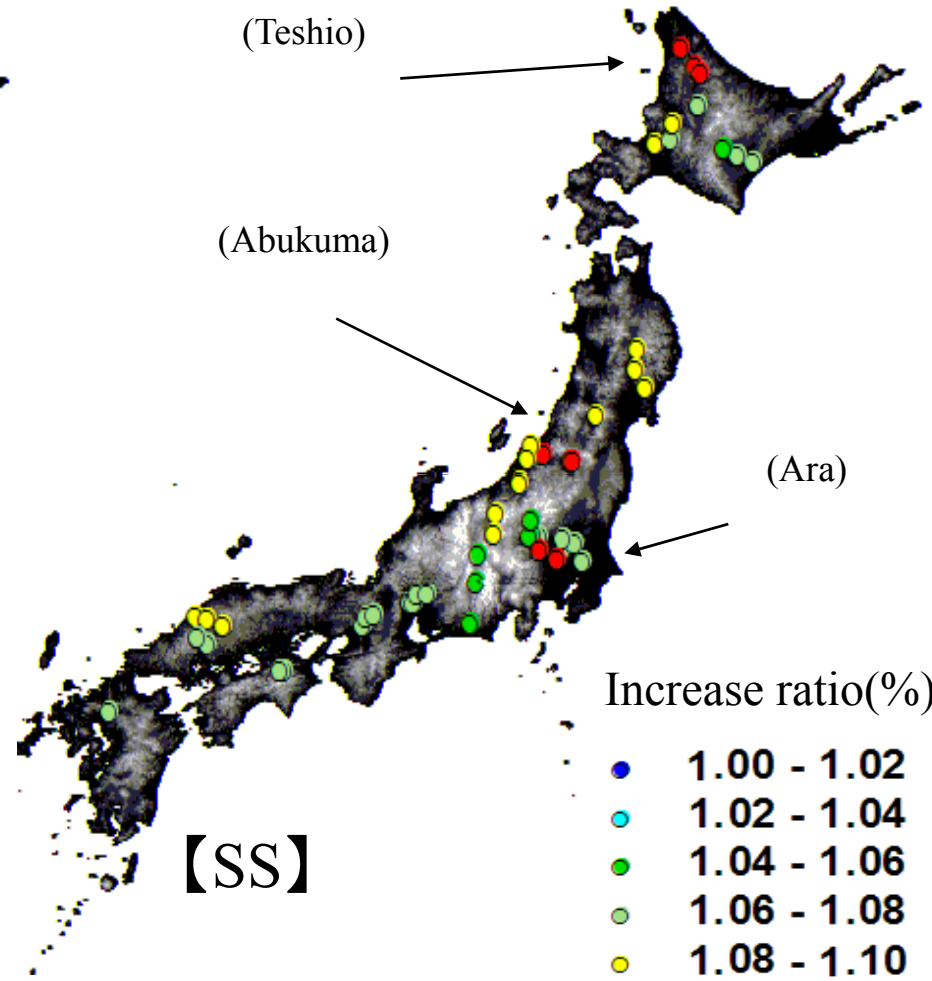 (Teshio)
(Abukuma)
(Ara)
Increase ratio(%)
1.00 - 1.02
1.02 - 1.04
1.04 - 1.06
1.06 - 1.08
1.08 - 1.10
【SS】